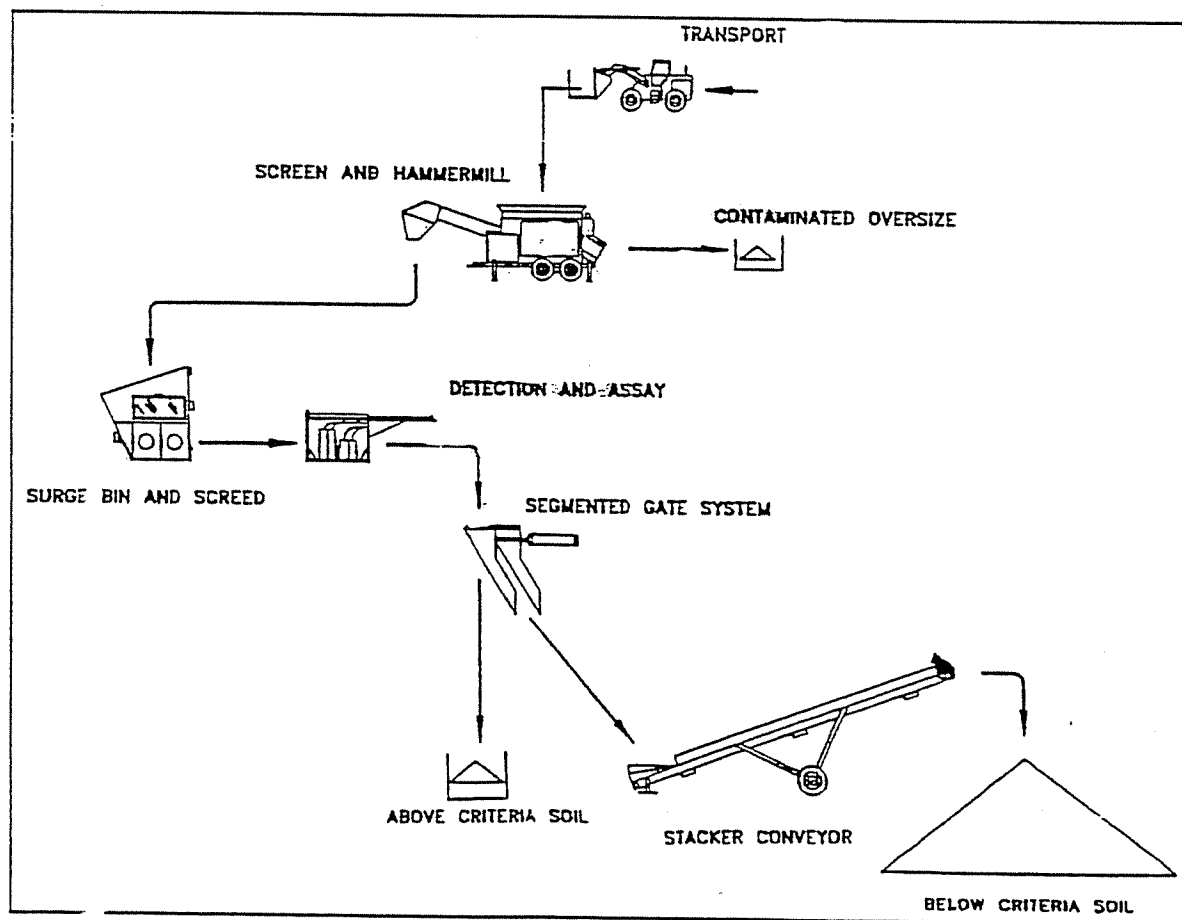 TRANSPORT
SCREEN AND HAMMERMILL
CONTAMINATED OVERSIZE
DETECTION AND ASSAY
SURGE BIN AND SCREED
SEGMENTED GATE SYSTEM
ABOVE CRITERIA SOIL
STACKER CONVEYOR
BELOW CRITERIA SOIL